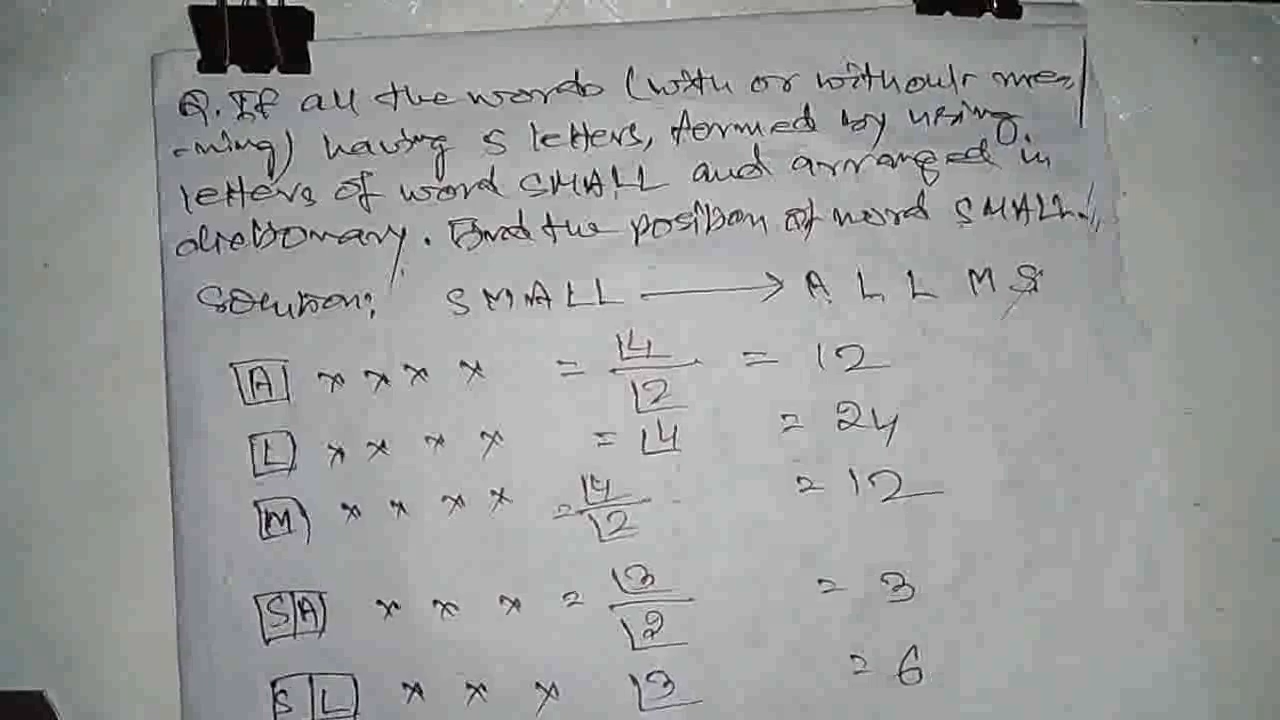 Q. If all the words (with or without mea
-ning) having 5 letters, formed by using
letters of word SMALL and arranged in
dictionary. Find the position of word SMALL.
Solution: SMALL → A L L M S
A × × × × = ⌊4 / ⌊2 = 12
L × × × × = ⌊4 = 24
M × × × × = ⌊4 / ⌊2 = 12
S A × × × = ⌊3 / ⌊2 = 3
S L × × × ⌊3 = 6